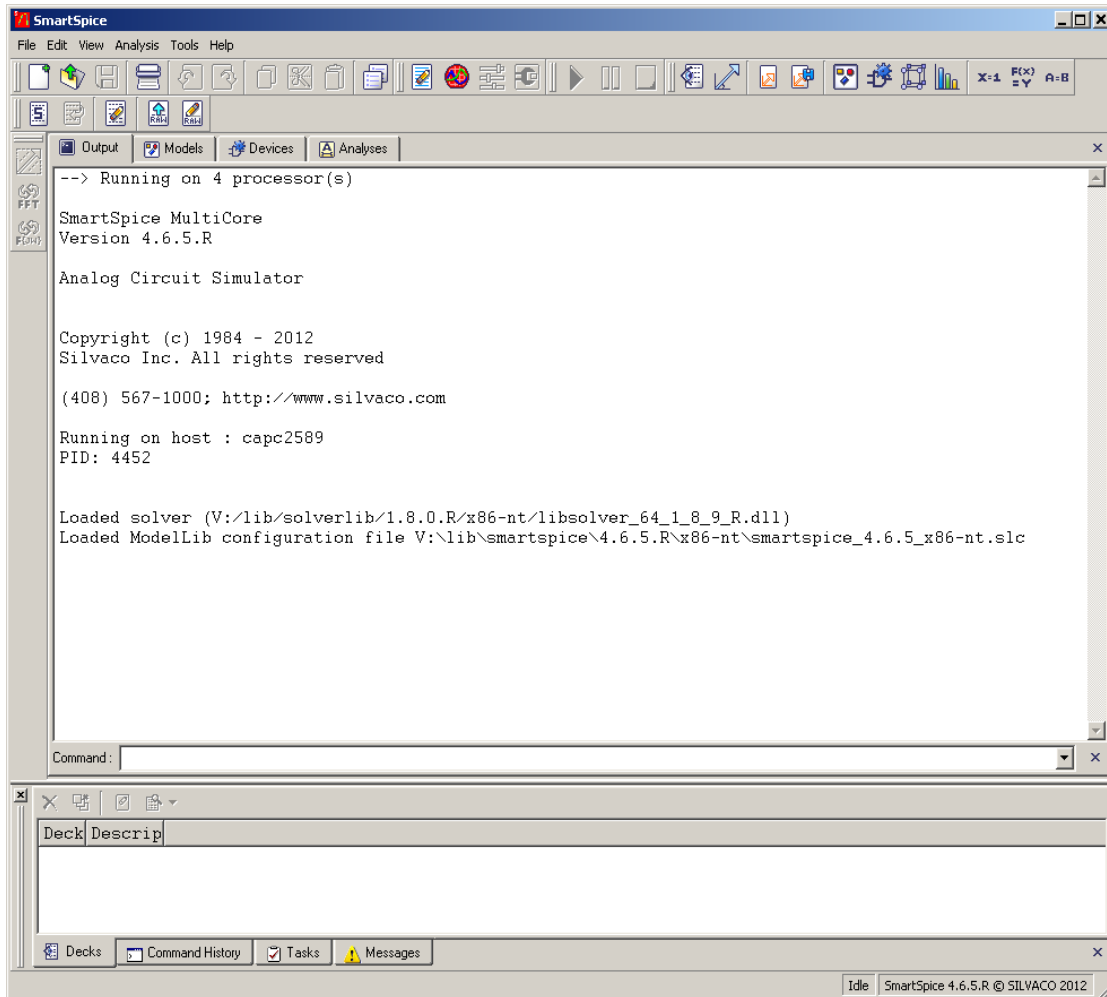 SmartSpice
File Edit View Analysis Tools Help
X=1 F(X)=Y A=B
S RAW RAW
Output Models Devices Analyses
FFT
F(JW)
--> Running on 4 processor(s)
SmartSpice MultiCore
Version 4.6.5.R
Analog Circuit Simulator
Copyright (c) 1984 - 2012
Silvaco Inc. All rights reserved
(408) 567-1000; http://www.silvaco.com
Running on host : capc2589
PID: 4452
Loaded solver (V:/lib/solverlib/1.8.0.R/x86-nt/libsolver_64_1_8_9_R.dll)
Loaded ModelLib configuration file V:\lib\smartspice\4.6.5.R\x86-nt\smartspice_4.6.5_x86-nt.slc
Command :
Deck Descrip
Decks Command History Tasks Messages
Idle SmartSpice 4.6.5.R © SILVACO 2012